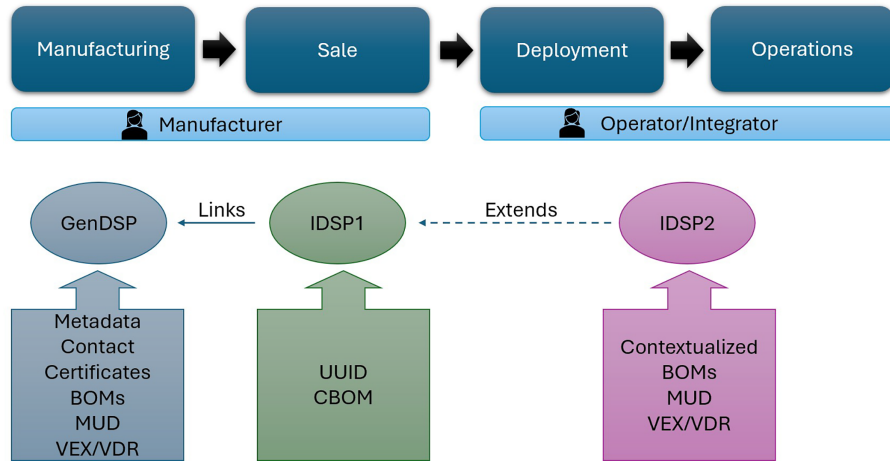 Manufacturing
Sale
Deployment
Operations
Manufacturer
Operator/Integrator
GenDSP
Links
IDSP1
Extends
IDSP2
Metadata
Contact
Certificates
BOMs
MUD
VEX/VDR
UUID
CBOM
Contextualized
BOMs
MUD
VEX/VDR